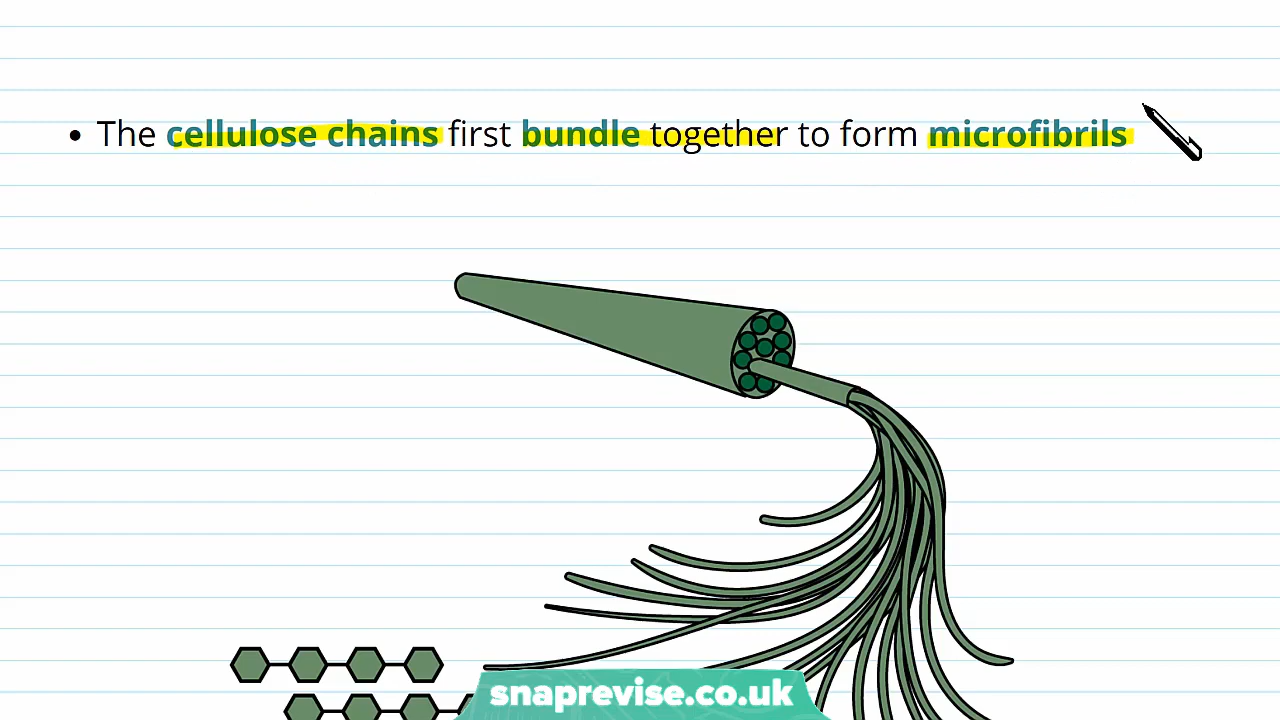 • The cellulose chains first bundle together to form microfibrils
snaprevise.co.uk